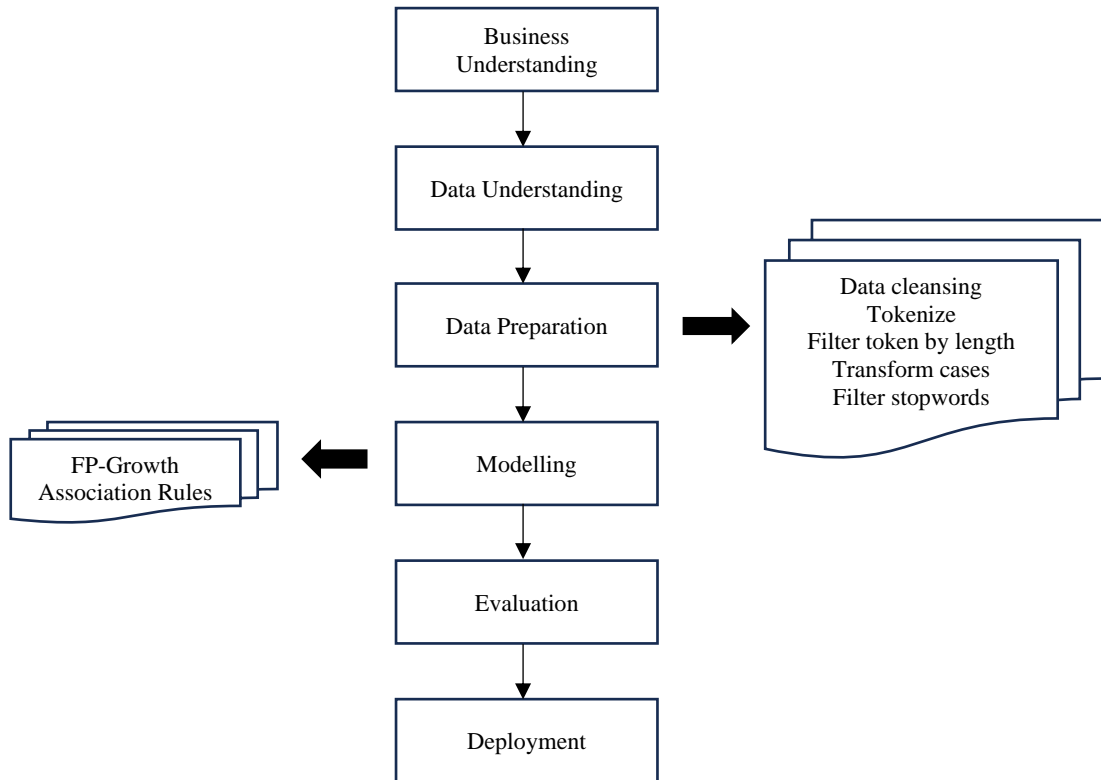 Business
Understanding
Data Understanding
Data Preparation
Data cleansing
Tokenize
Filter token by length
Transform cases
Filter stopwords
Modelling
FP-Growth
Association Rules
Evaluation
Deployment